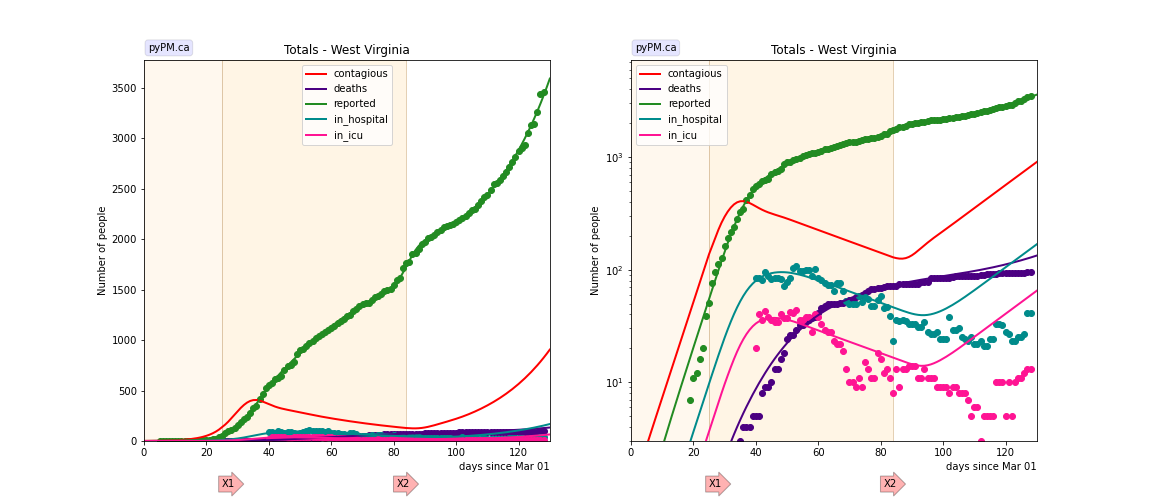 pyPM.ca
Totals - West Virginia
contagious
deaths
reported
in_hospital
in_icu
Number of people
3500
3000
2500
2000
1500
1000
500
0
0 20 40 60 80 100 120
days since Mar 01
X1 X2
pyPM.ca
Totals - West Virginia
contagious
deaths
reported
in_hospital
in_icu
Number of people
10³
10²
10¹
0 20 40 60 80 100 120
days since Mar 01
X1 X2